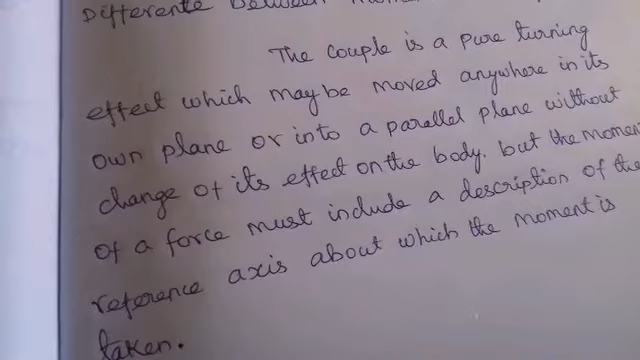 Difference Between
The couple is a pure turning
effect which may be moved anywhere in its
own plane or into a parallel plane without
change of its effect on the body. but the moment
of a force must include a description of the
reference axis about which the moment is
taken.